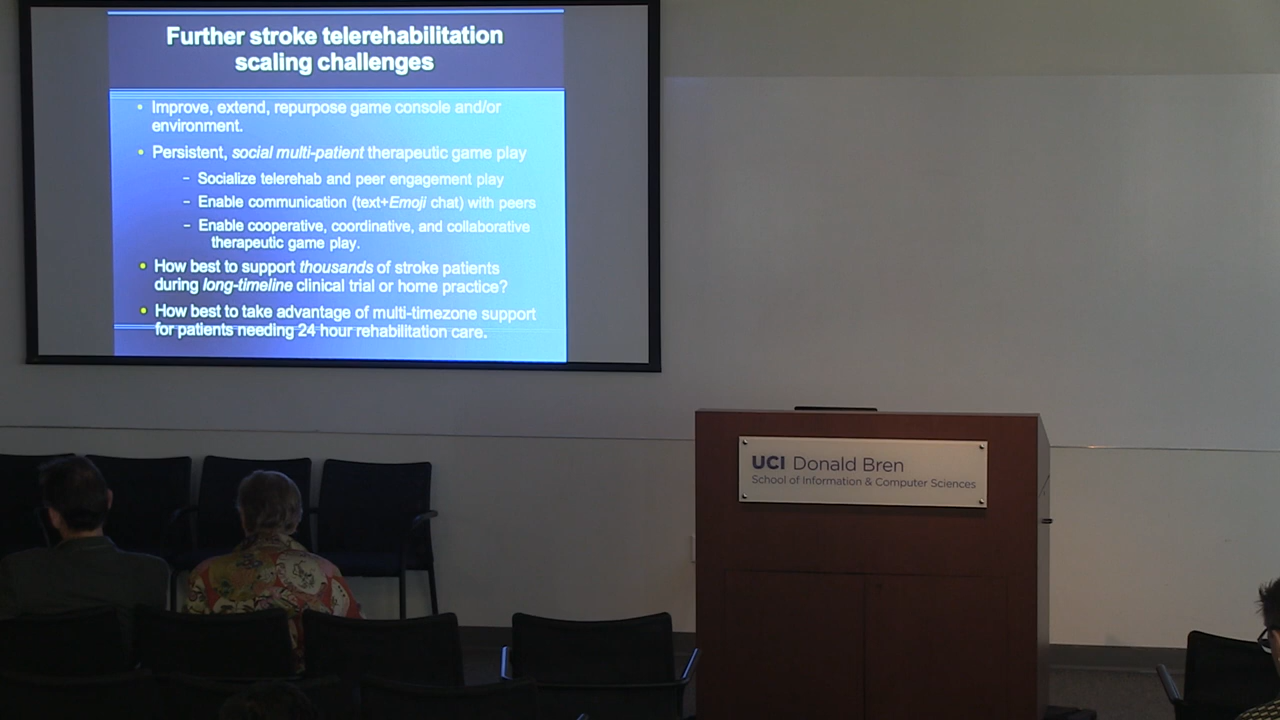 Further stroke telerehabilitation
scaling challenges
• Improve, extend, repurpose game console and/or
environment.
• Persistent, social multi-patient therapeutic game play
– Socialize telerehab and peer engagement play
– Enable communication (text+Emoji chat) with peers
– Enable cooperative, coordinative, and collaborative
therapeutic game play.
• How best to support thousands of stroke patients
during long-timeline clinical trial or home practice?
• How best to take advantage of multi-timezone support
for patients needing 24 hour rehabilitation care.
UCI Donald Bren
School of Information & Computer Sciences